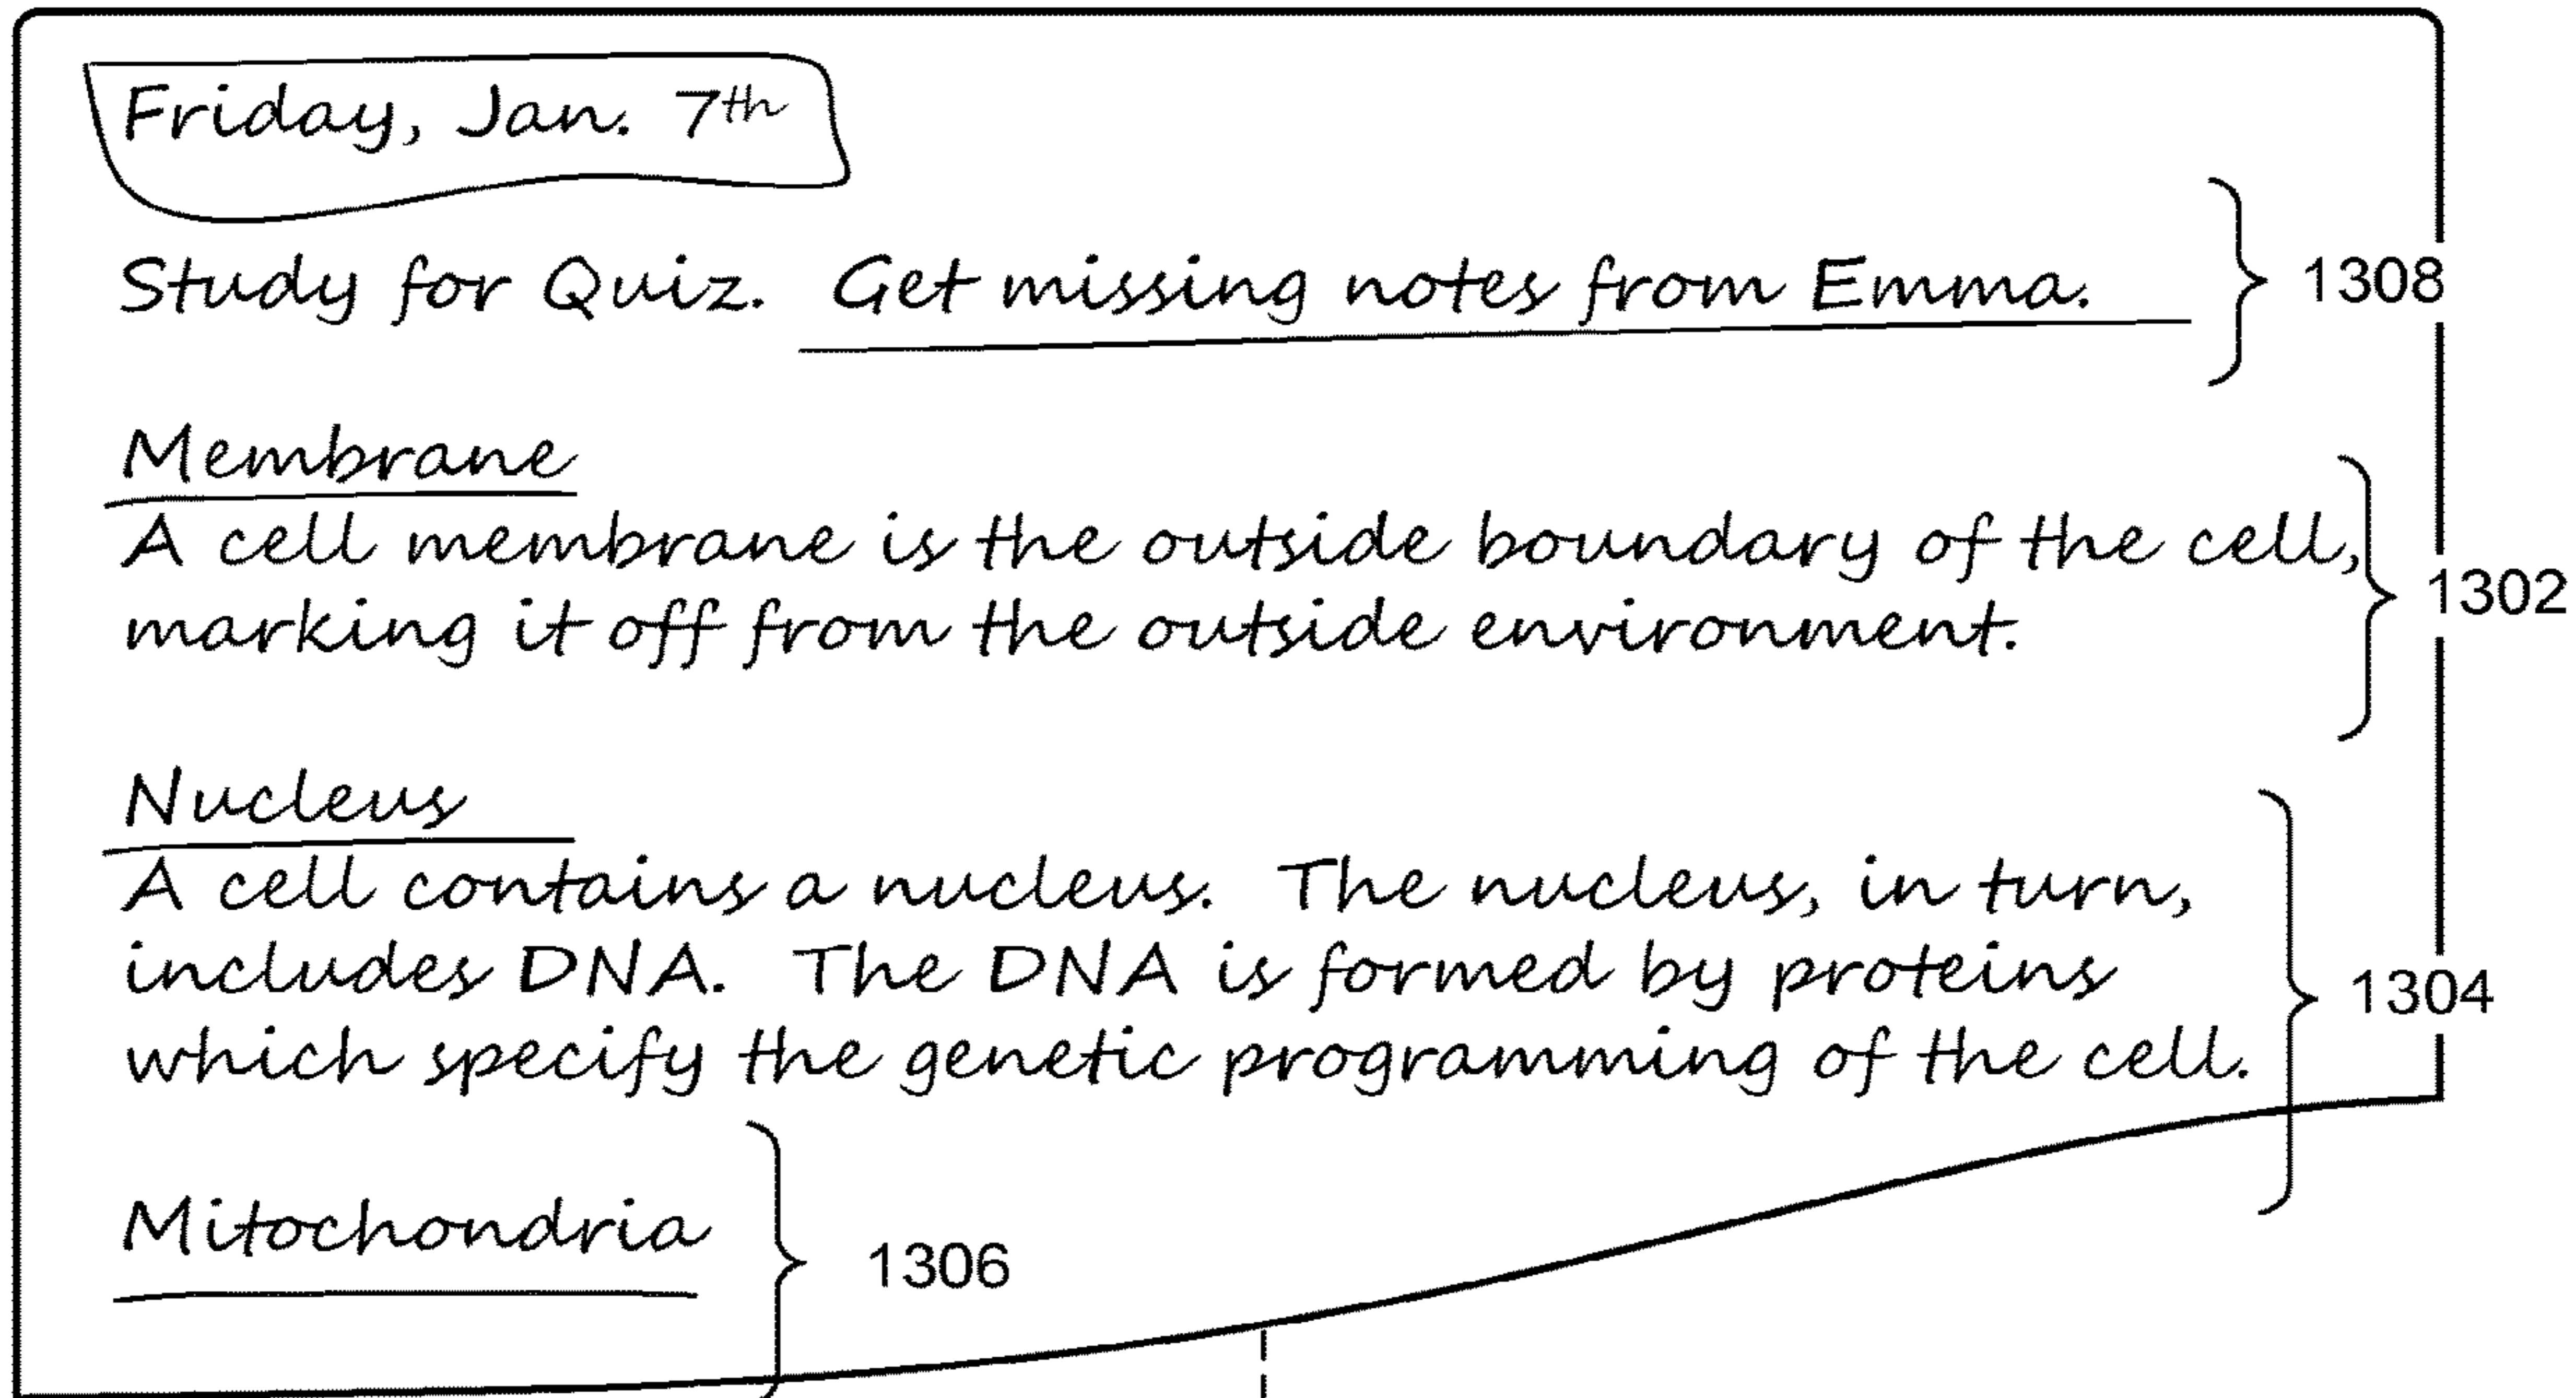 Friday, Jan. 7th
Study for Quiz. Get missing notes from Emma.
1308
Membrane
A cell membrane is the outside boundary of the cell,
marking it off from the outside environment.
1302
Nucleus
A cell contains a nucleus. The nucleus, in turn,
includes DNA. The DNA is formed by proteins
which specify the genetic programming of the cell.
1304
Mitochondria
1306